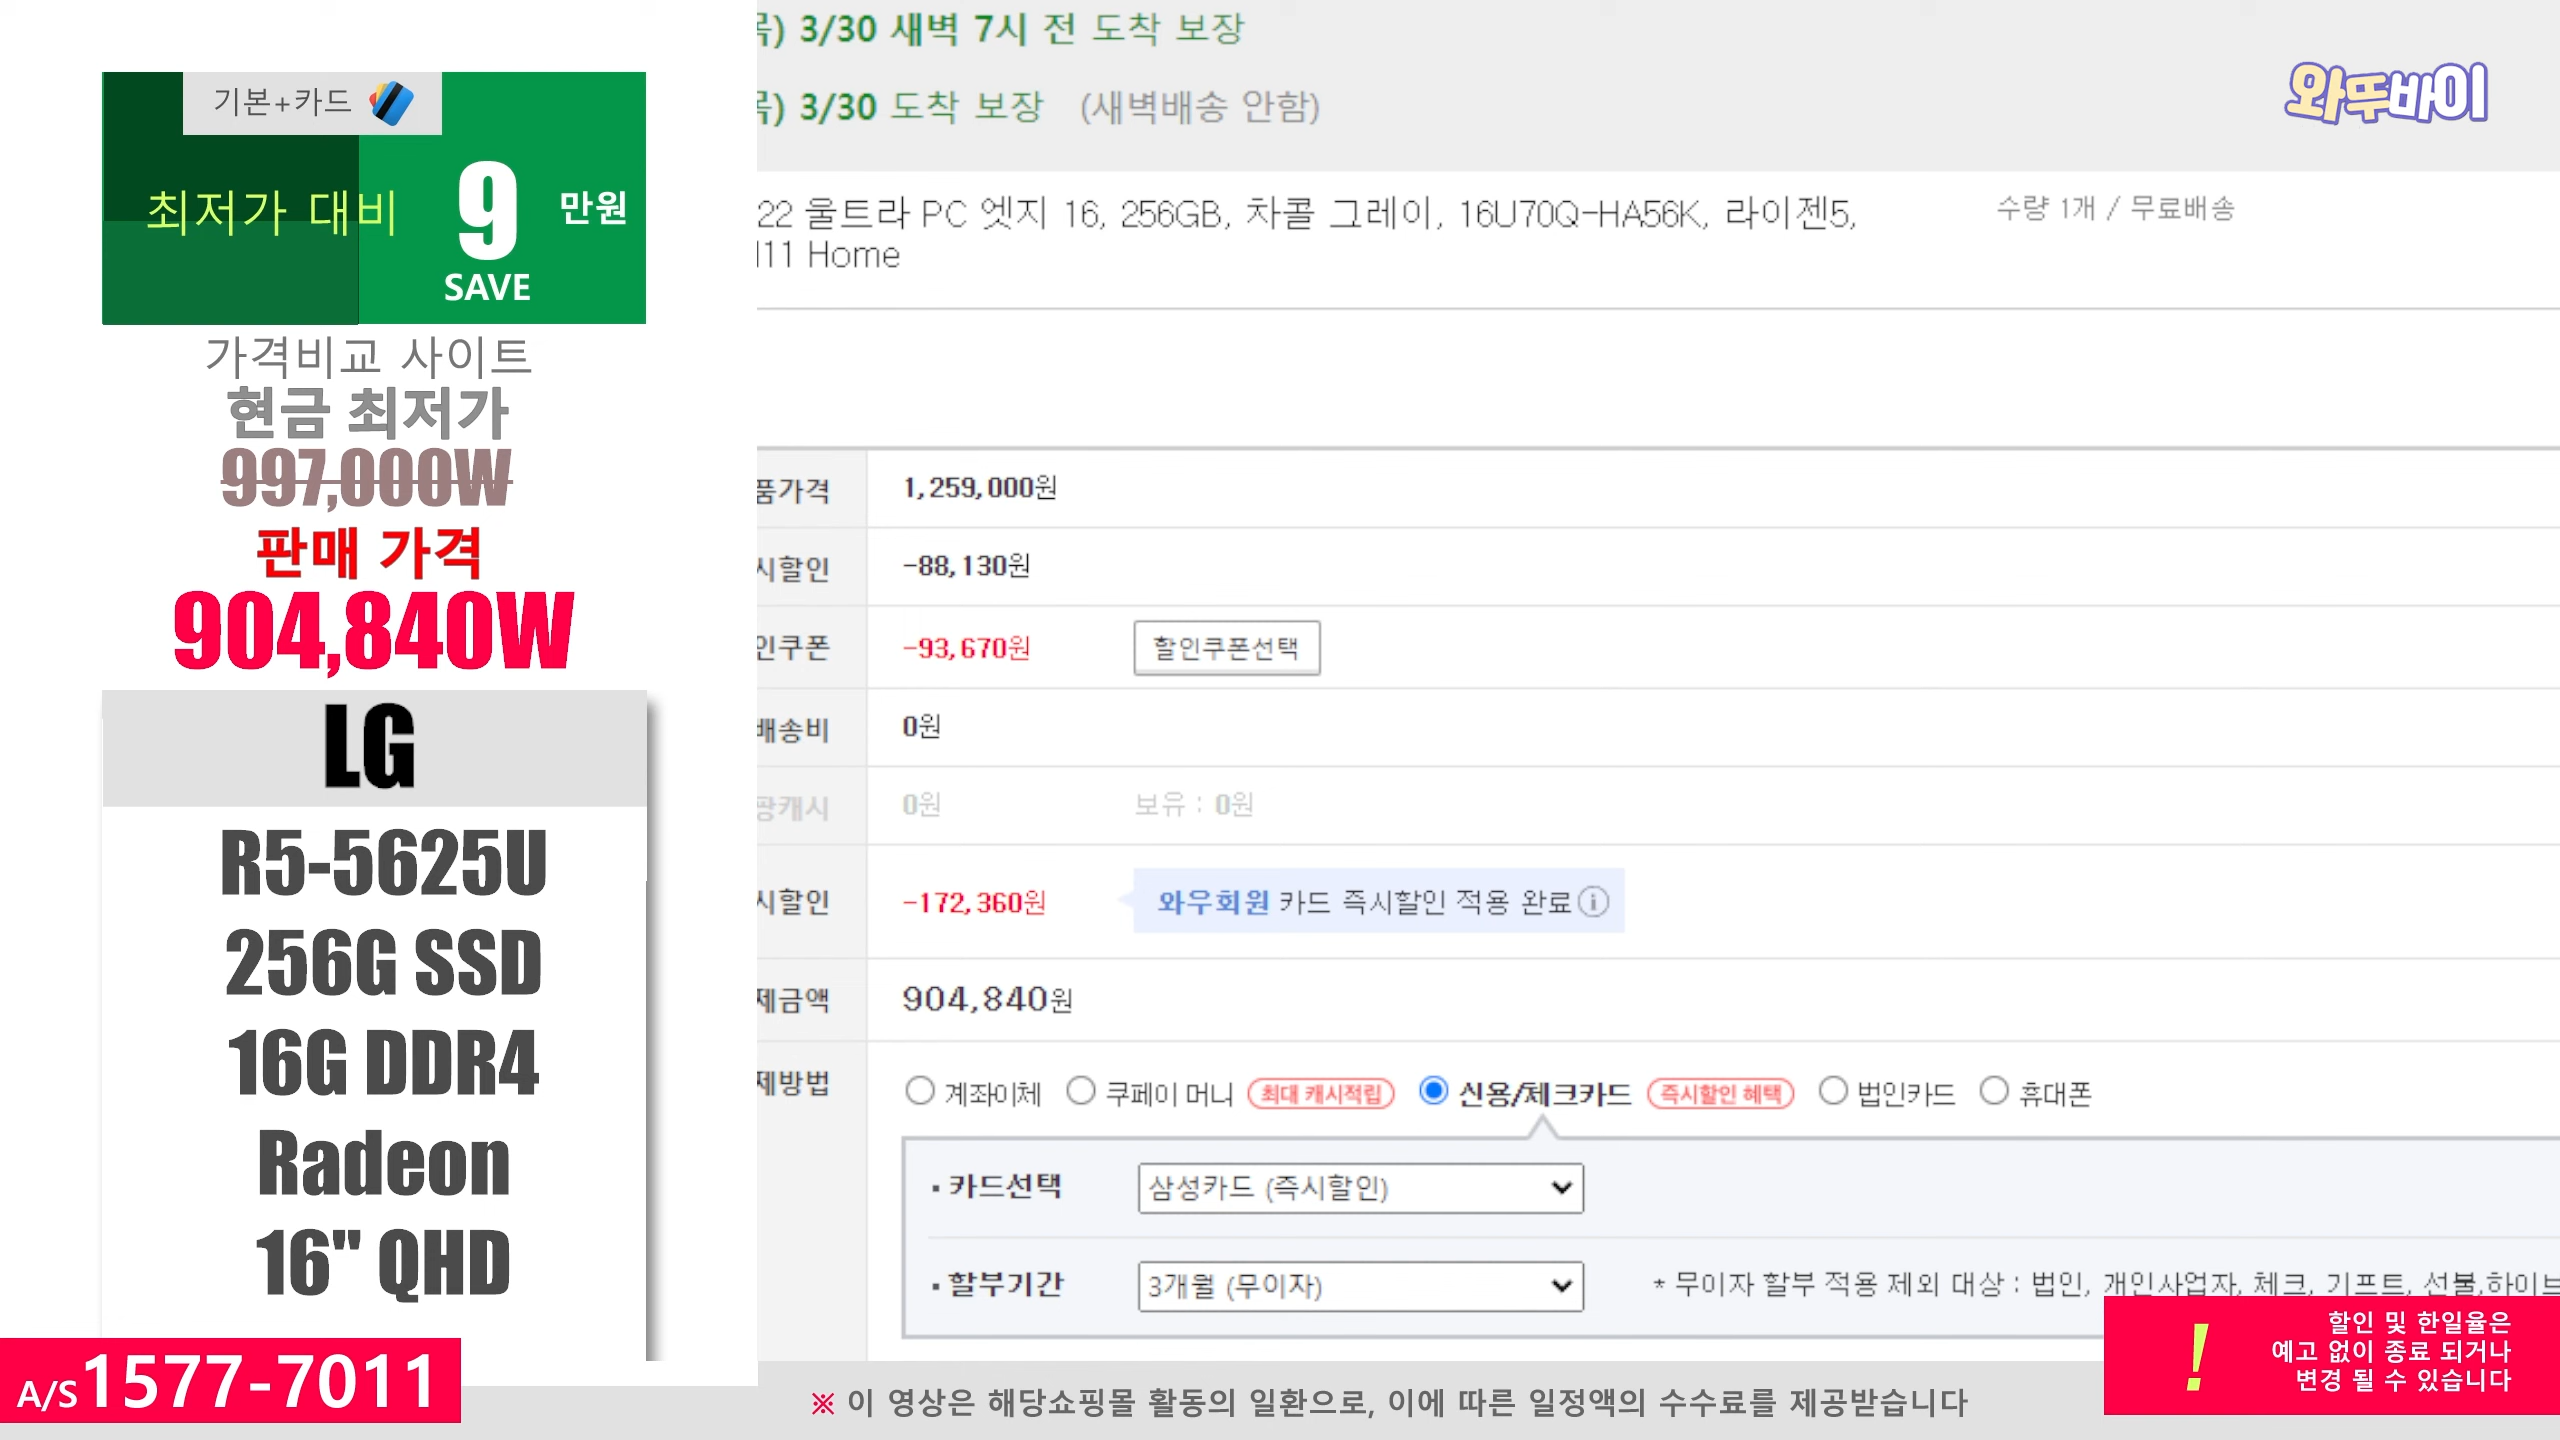 기본+카드
최저가 대비 9 만원
SAVE
가격비교 사이트
현금 최저가
997,000W
판매 가격
904,840W
LG
R5-5625U
256G SSD
16G DDR4
Radeon
16" QHD
A/S 1577-7011
) 3/30 새벽 7시 전 도착 보장
) 3/30 도착 보장 (새벽배송 안함)
와뚜바이
22 울트라 PC 엣지 16, 256GB, 차콜 그레이, 16U70Q-HA56K, 라이젠5,
11 Home
수량 1개 / 무료배송
품가격 1,259,000원
시할인 -88,130원
인쿠폰 -93,670원 할인쿠폰선택
배송비 0원
팡캐시 0원 보유 : 0원
시할인 -172,360원 와우회원 카드 즉시할인 적용 완료
제금액 904,840원
제방법 계좌이체 쿠페이 머니 최대 캐시적립 신용/체크카드 즉시할인 혜택 법인카드 휴대폰
카드선택 삼성카드 (즉시할인)
할부기간 3개월 (무이자) * 무이자 할부 적용 제외 대상 : 법인, 개인사업자, 체크, 기프트, 선불,하이브
! 할인 및 한일율은
예고 없이 종료 되거나
변경 될 수 있습니다
※ 이 영상은 해당쇼핑몰 활동의 일환으로, 이에 따른 일정액의 수수료를 제공받습니다